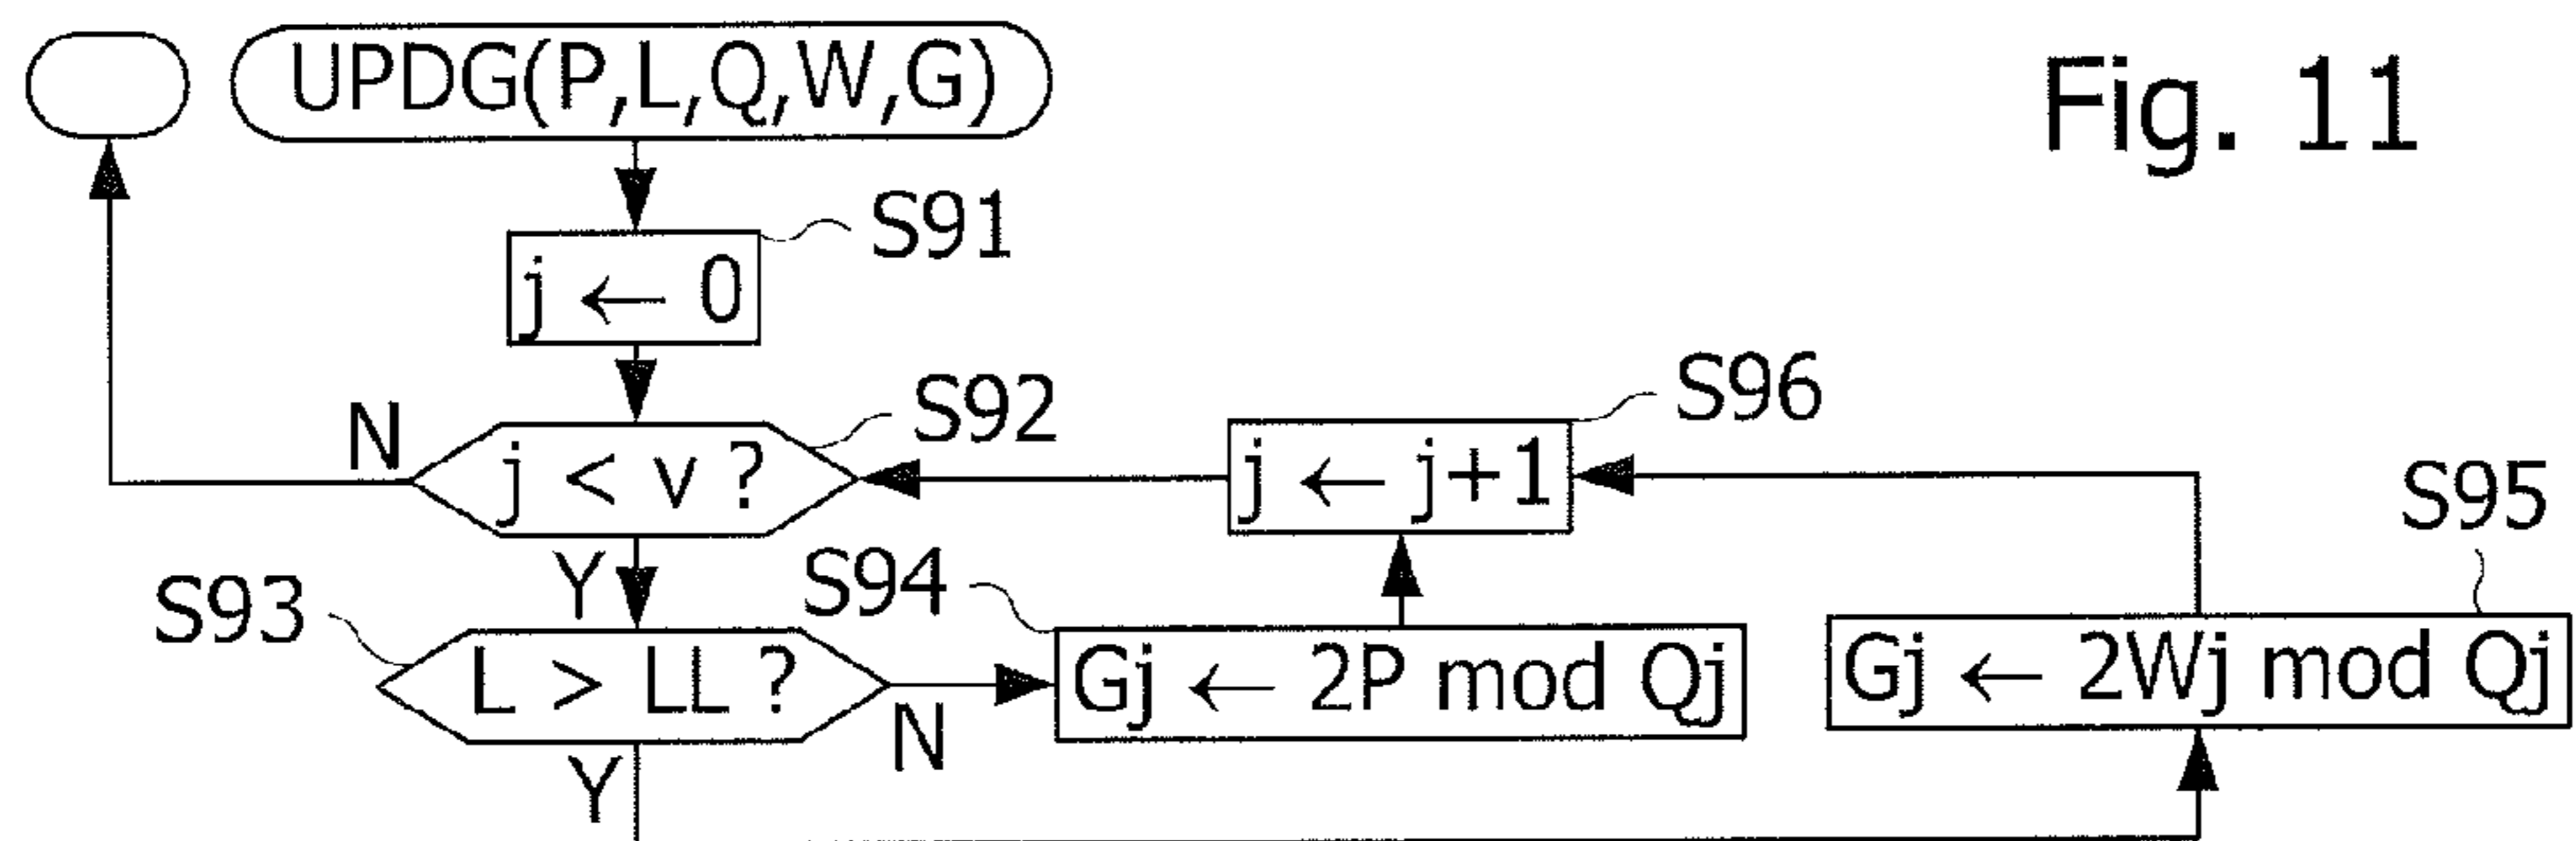 UPDG(P,L,Q,W,G)
Fig. 11
S91
j ← 0
S92
N
j < v ?
S96
j ← j+1
S95
Y
S93
S94
L > LL ?
N
Gj ← 2P mod Qj
Gj ← 2Wj mod Qj
Y